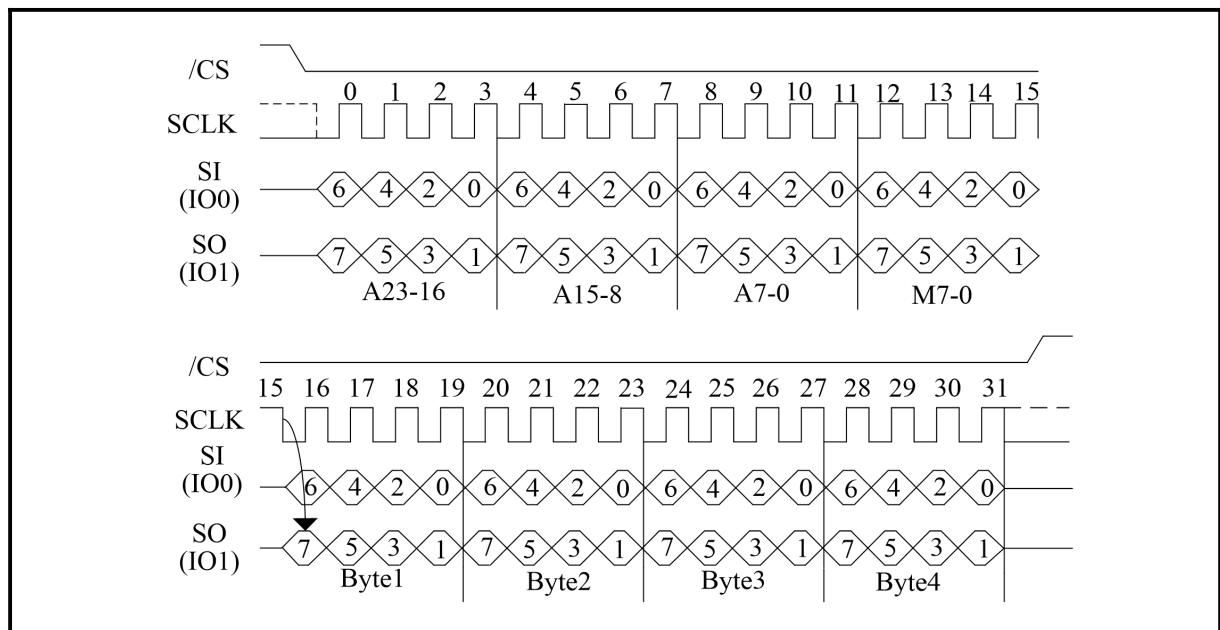 /CS
0 1 2 3 4 5 6 7 8 9 10 11 12 13 14 15
SCLK
SI
(IO0)
6 4 2 0 6 4 2 0 6 4 2 0 6 4 2 0
SO
(IO1)
7 5 3 1 7 5 3 1 7 5 3 1 7 5 3 1
A23-16 A15-8 A7-0 M7-0
/CS
15 16 17 18 19 20 21 22 23 24 25 26 27 28 29 30 31
SCLK
SI
(IO0)
6 4 2 0 6 4 2 0 6 4 2 0 6 4 2 0
SO
(IO1)
7 5 3 1 7 5 3 1 7 5 3 1 7 5 3 1
Byte1 Byte2 Byte3 Byte4